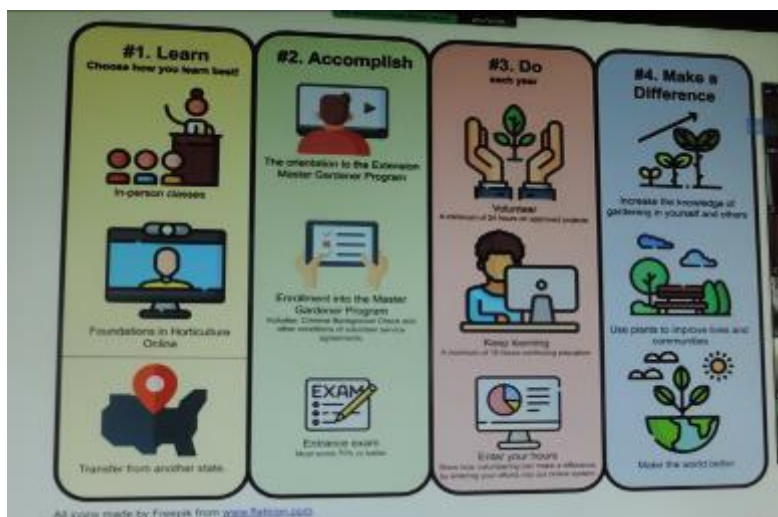 #1. Learn
Choose how you learn best!
In-person classes
Foundations in Horticulture
Online
Transfer from another state.
#2. Accomplish
The orientation to the Extension
Master Gardener Program
Enrollment into the Master
Gardener Program
Includes: Criminal Background Check and
other conditions of volunteer service
agreements.
EXAM
Entrance exam
Must score 70% or better.
#3. Do
each year
Volunteer
A minimum of 24 hours on approved projects
Keep learning
A minimum of 10 hours continuing education
Enter your hours
Show how volunteering can make a difference
by entering your efforts into our online system
#4. Make a
Difference
Increase the knowledge of
gardening in yourself and others
Use plants to improve lives and
communities
Make the world better
All icons made by Freepik from www.flaticon.com